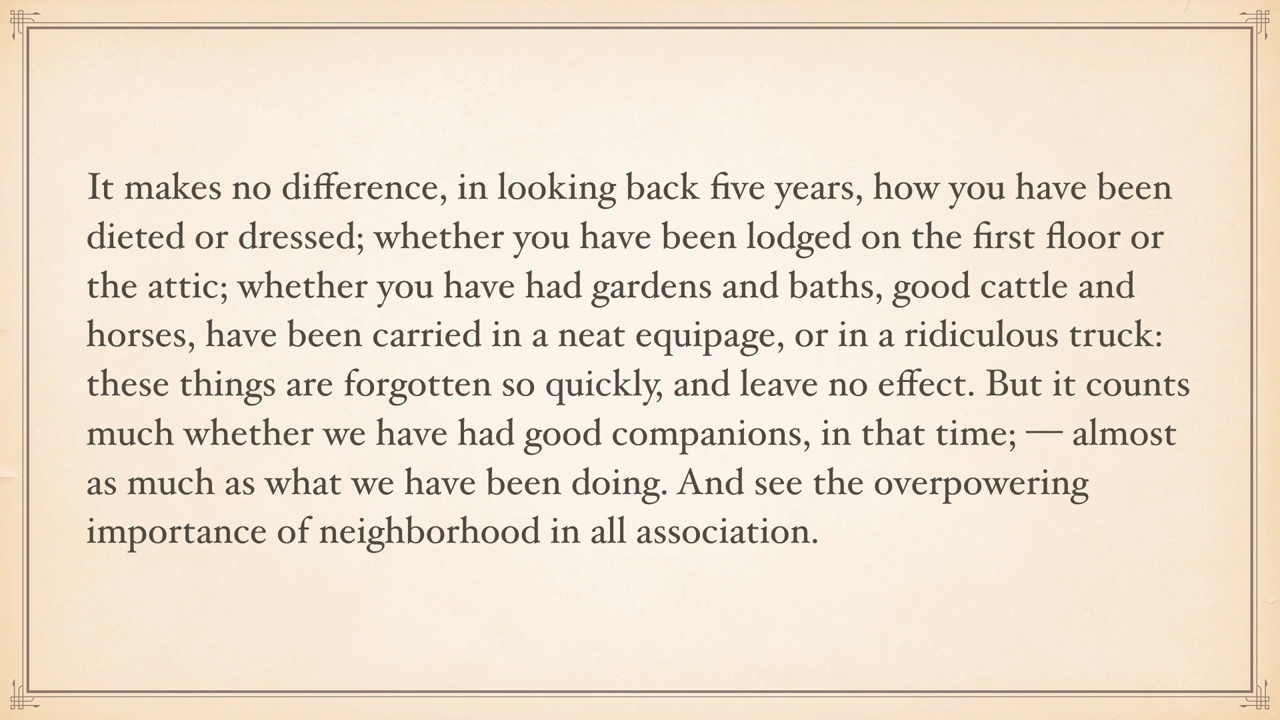 It makes no difference, in looking back five years, how you have been
dieted or dressed; whether you have been lodged on the first floor or
the attic; whether you have had gardens and baths, good cattle and
horses, have been carried in a neat equipage, or in a ridiculous truck:
these things are forgotten so quickly, and leave no effect. But it counts
much whether we have had good companions, in that time; — almost
as much as what we have been doing. And see the overpowering
importance of neighborhood in all association.